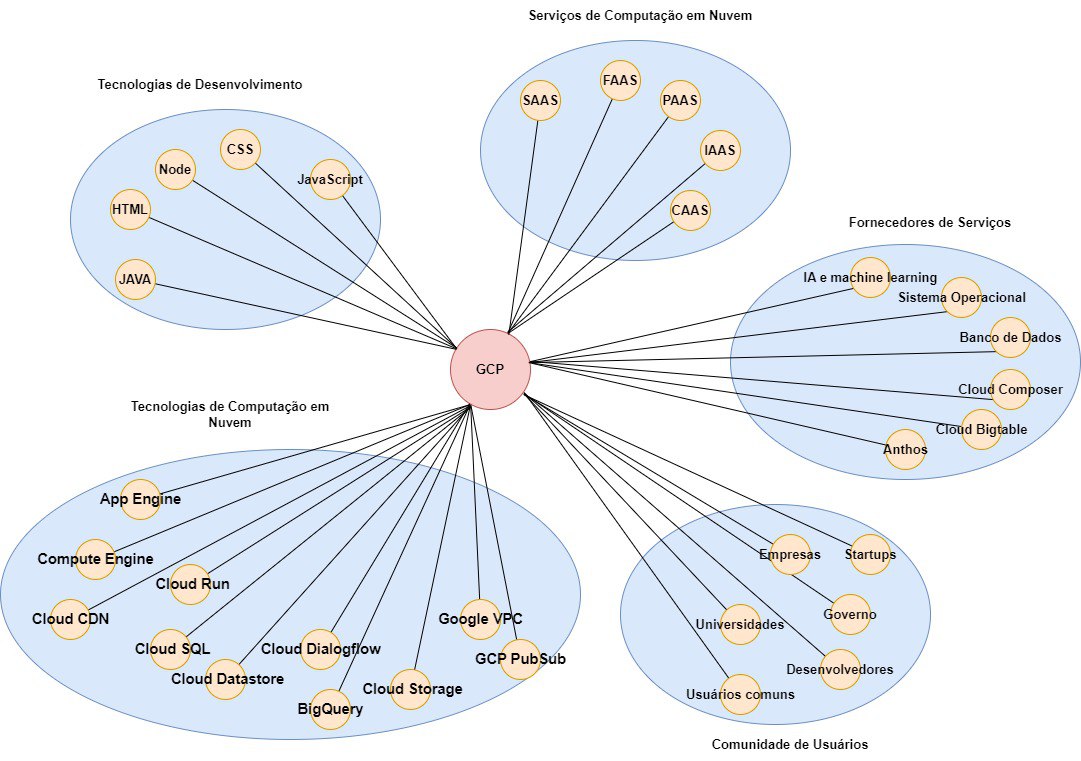 Serviços de Computação em Nuvem
SAAS
FAAS
PAAS
IAAS
CAAS
Tecnologias de Desenvolvimento
CSS
Node
JavaScript
HTML
JAVA
Fornecedores de Serviços
IA e machine learning
Sistema Operacional
Banco de Dados
Cloud Composer
Cloud Bigtable
Anthos
GCP
Tecnologias de Computação em
Nuvem
App Engine
Compute Engine
Cloud Run
Cloud CDN
Cloud SQL
Cloud Datastore
Cloud Dialogflow
BigQuery
Cloud Storage
Google VPC
GCP PubSub
Empresas
Startups
Universidades
Governo
Desenvolvedores
Usuários comuns
Comunidade de Usuários